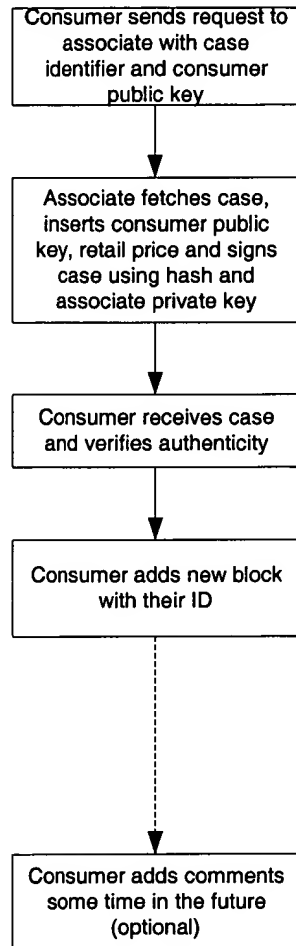 Consumer sends request to
associate with case
identifier and consumer
public key
Associate fetches case,
inserts consumer public
key, retail price and signs
case using hash and
associate private key
Consumer receives case
and verifies authenticity
Consumer adds new block
with their ID
Consumer adds comments
some time in the future
(optional)